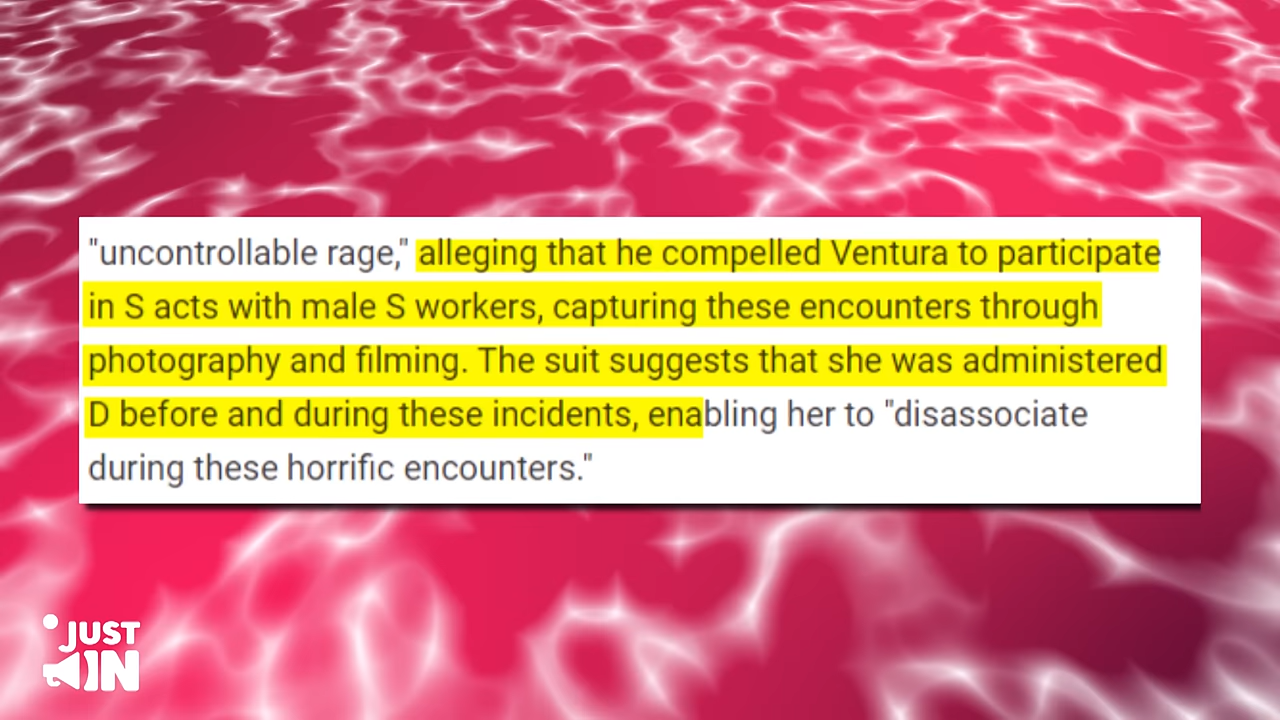 "uncontrollable rage," alleging that he compelled Ventura to participate
in S acts with male S workers, capturing these encounters through
photography and filming. The suit suggests that she was administered
D before and during these incidents, enabling her to "disassociate
during these horrific encounters."
JUST
IN